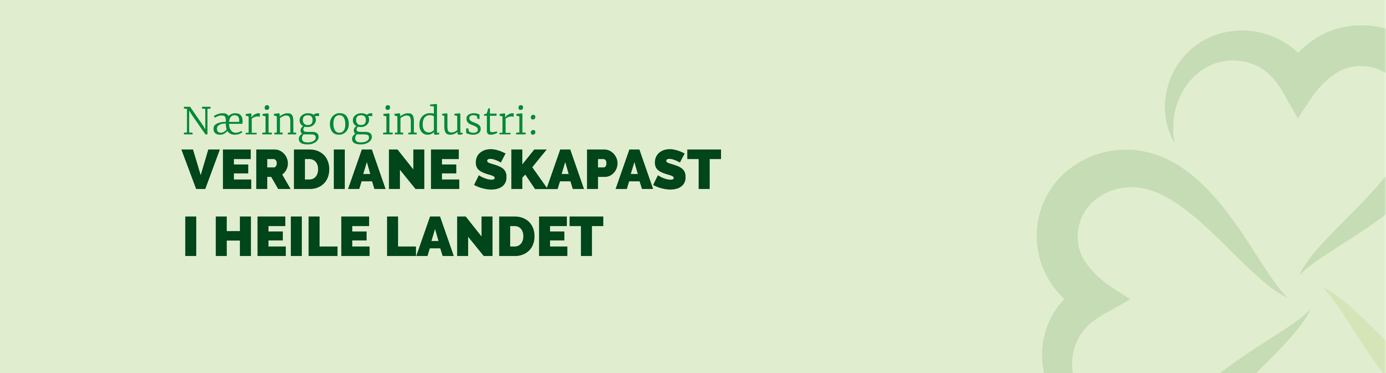 Næring og industri:
VERDIANE SKAPAST
I HEILE LANDET